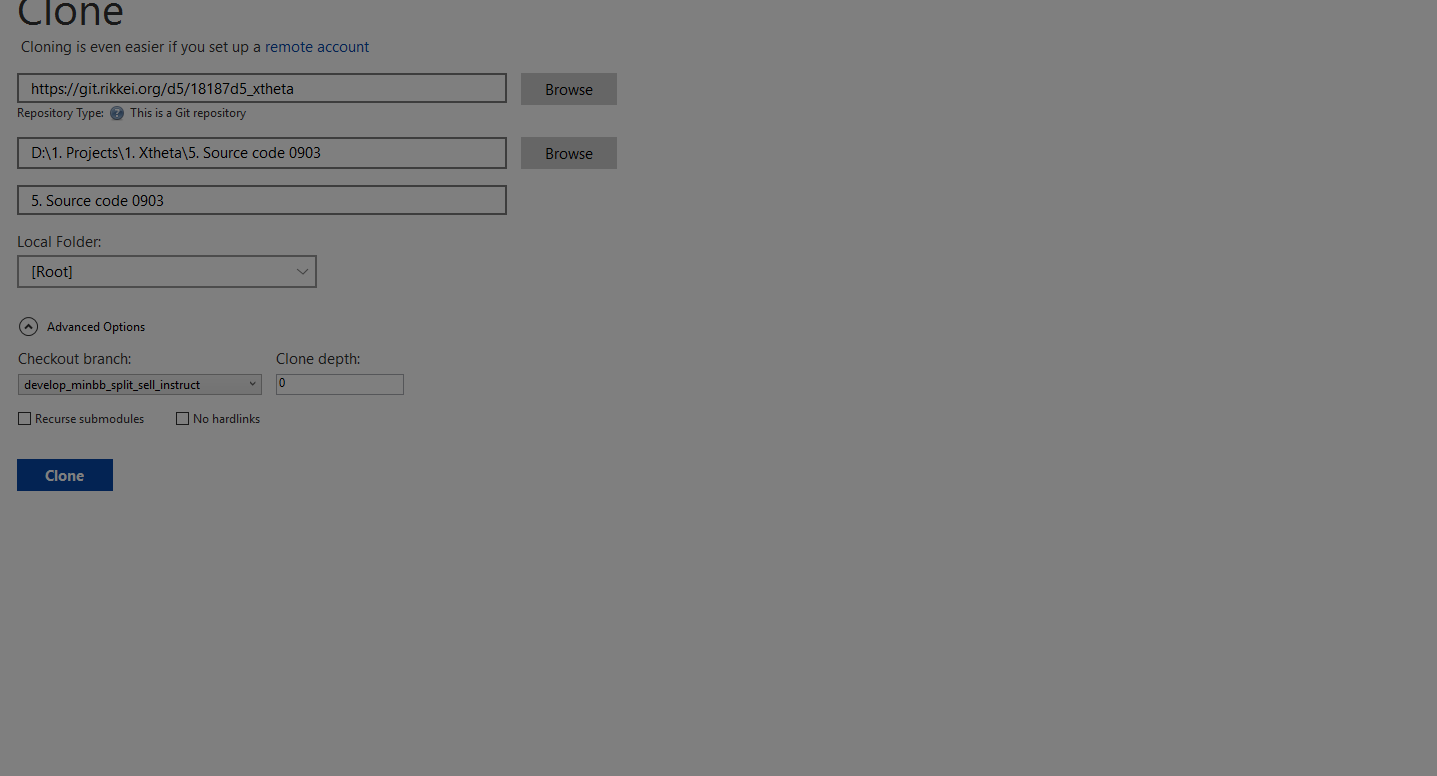 Clone
Cloning is even easier if you set up a remote account
https://git.rikkei.org/d5/18187d5_xtheta
Browse
Repository Type: ? This is a Git repository
D:\1. Projects\1. Xtheta\5. Source code 0903
Browse
5. Source code 0903
Local Folder:
[Root]
Advanced Options
Checkout branch: Clone depth:
develop_minbb_split_sell_instruct 0
Recurse submodules No hardlinks
Clone